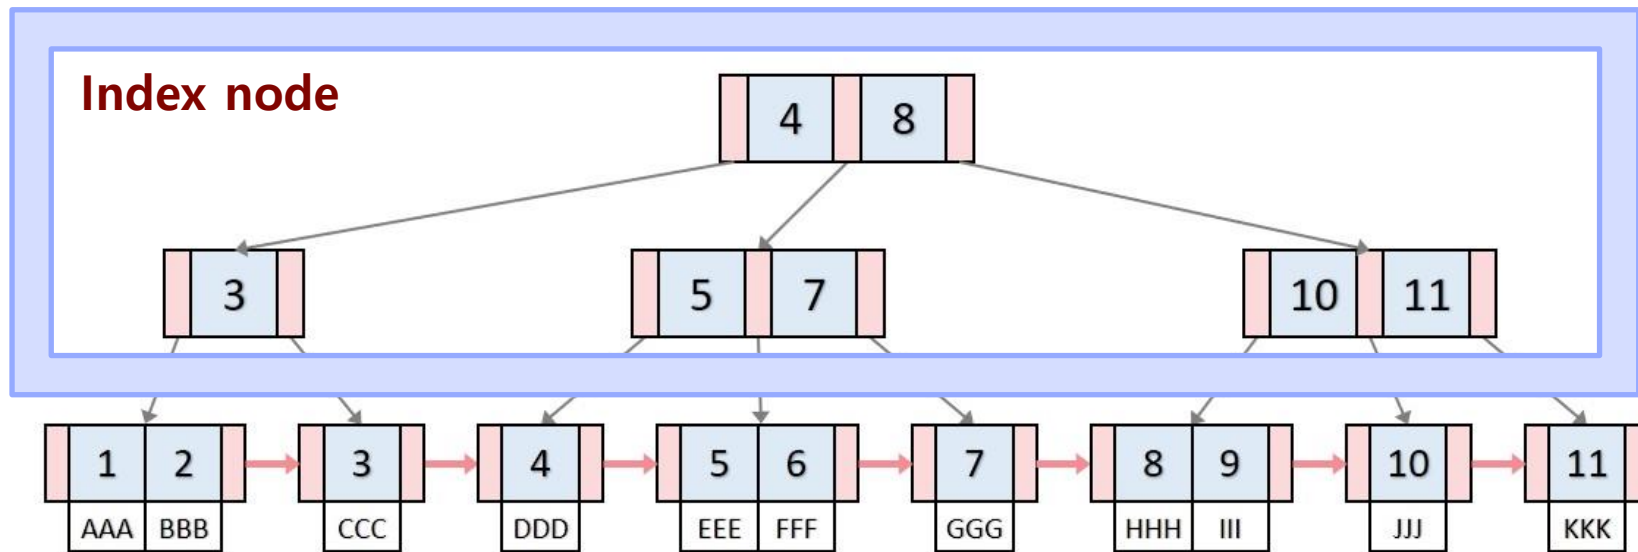 Index node
4 8
3
5 7
10 11
1 2 3 4 5 6 7 8 9 10 11
AAA BBB CCC DDD EEE FFF GGG HHH III JJJ KKK